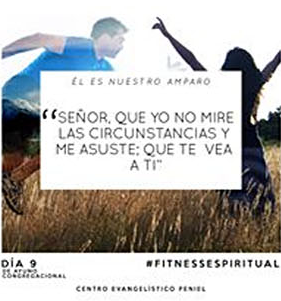 ÉL ES NUESTRO AMPARO
“SEÑOR, QUE YO NO MIRE
LAS CIRCUNSTANCIAS Y
ME ASUSTE; QUE TE VEA
A TI”
DÍA 9
DE AYUNO
CONGREGACIONAL
#FITNESSESPIRITUAL
CENTRO EVANGELÍSTICO PENIEL